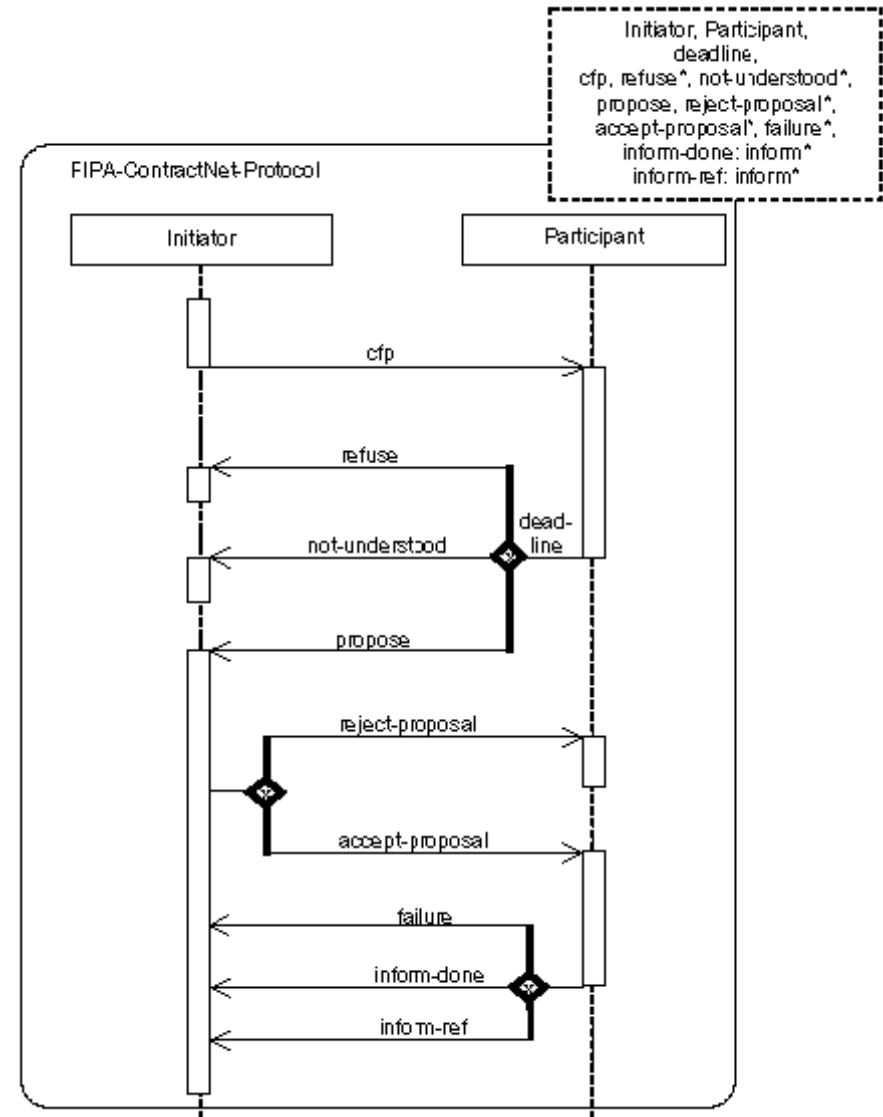 Initiator, Participant,
deadline,
cfp, refuse*, not-understood*,
propose, reject-proposal*,
accept-proposal*, failure*,
inform-done: inform*
inform-ref: inform*
FIPA-ContractNet-Protocol
Initiator
Participant
cfp
refuse
dead-
not-understood
line
propose
reject-proposal
accept-proposal
failure
inform-done
inform-ref